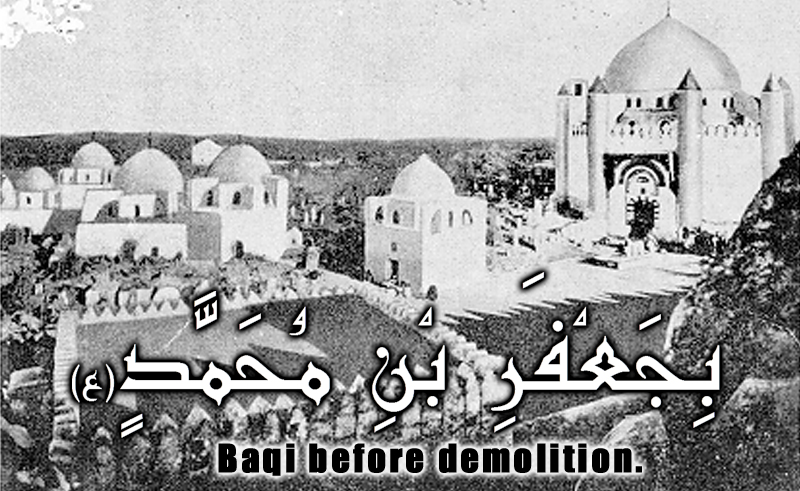 بِجَعْفَرَِ بْنِ مُحَمَّدٍ (ع)
Baqi before demolition.